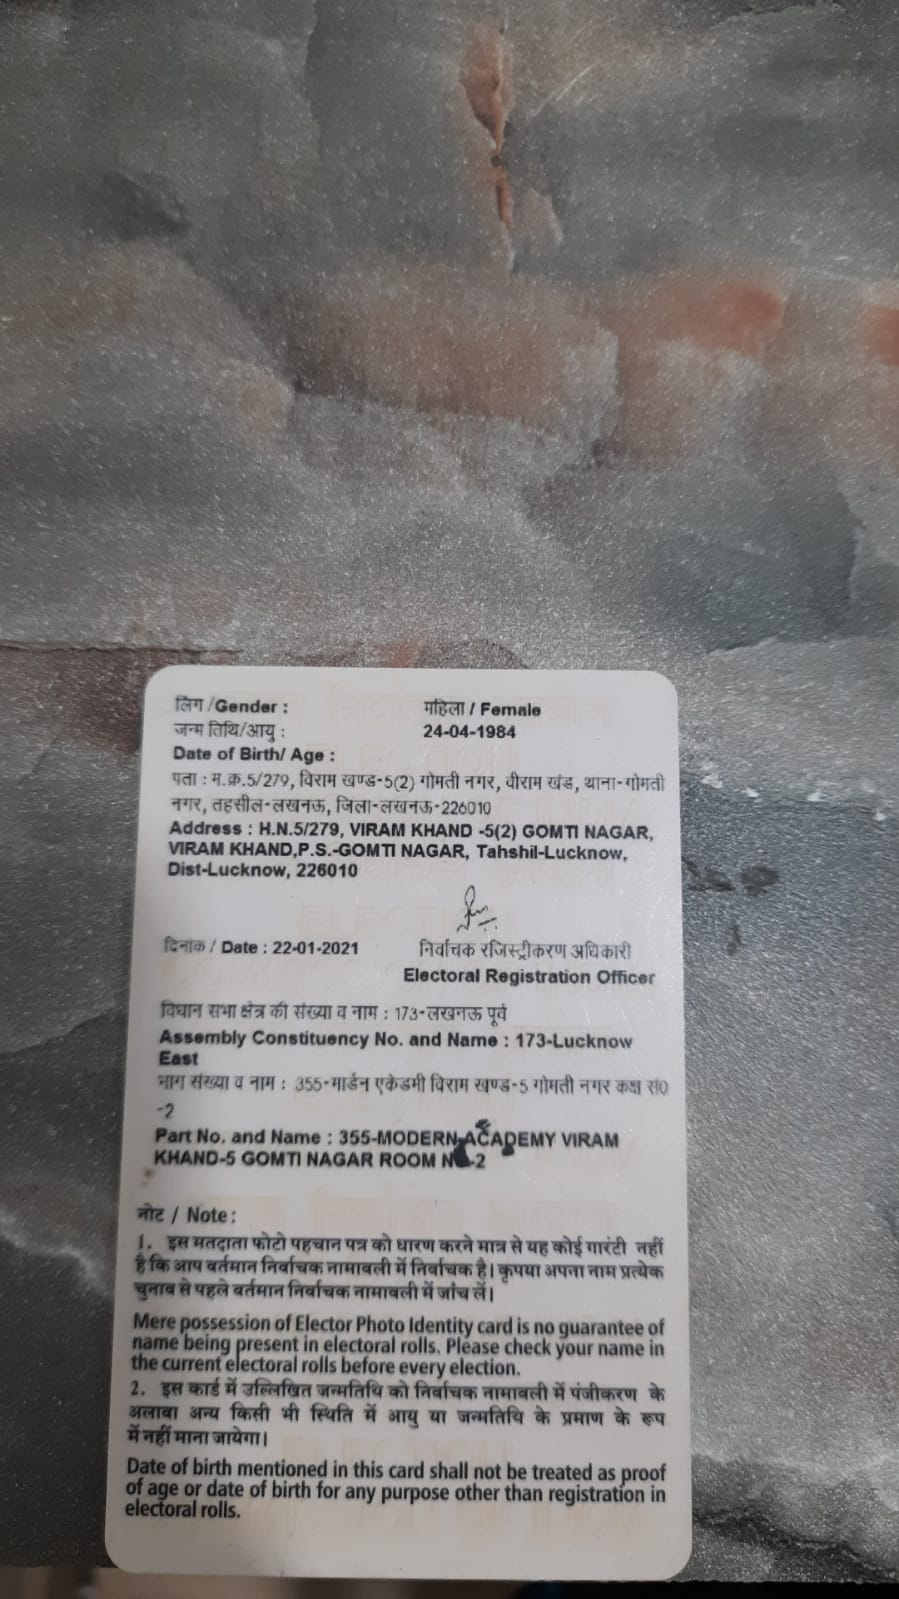 लिंग /Gender : महिला / Female
जन्म तिथि/आयु : 24-04-1984
Date of Birth/ Age :
पता : म.क्र.5/279, विराम खण्ड-5(2) गोमती नगर, वीराम खंड, थाना-गोमती
नगर, तहसील-लखनऊ, जिला-लखनऊ-226010
Address : H.N.5/279, VIRAM KHAND -5(2) GOMTI NAGAR,
VIRAM KHAND,P.S.-GOMTI NAGAR, Tahshil-Lucknow,
Dist-Lucknow, 226010
दिनांक / Date : 22-01-2021 निर्वाचक रजिस्ट्रीकरण अधिकारी
Electoral Registration Officer
विधान सभा क्षेत्र की संख्या व नाम : 173-लखनऊ पूर्व
Assembly Constituency No. and Name : 173-Lucknow
East
भाग संख्या व नाम : 355-मार्डन एकेडमी विराम खण्ड-5 गोमती नगर कक्ष सं0
-2
Part No. and Name : 355-MODERN ACADEMY VIRAM
KHAND-5 GOMTI NAGAR ROOM -2
नोट / Note :
1. इस मतदाता फोटो पहचान पत्र को धारण करने मात्र से यह कोई गारंटी नहीं
है कि आप वर्तमान निर्वाचक नामावली में निर्वाचक है। कृपया अपना नाम प्रत्येक
चुनाव से पहले वर्तमान निर्वाचक नामावली में जांच लें।
Mere possession of Elector Photo Identity card is no guarantee of
name being present in electoral rolls. Please check your name in
the current electoral rolls before every election.
2. इस कार्ड में उल्लिखित जन्मतिथि को निर्वाचक नामावली में पंजीकरण के
अलाबा अन्य किसी भी स्थिति में आयु या जन्मतिथि के प्रमाण के रूप
में नहीं माना जायेगा।
Date of birth mentioned in this card shall not be treated as proof
of age or date of birth for any purpose other than registration in
electoral rolls.